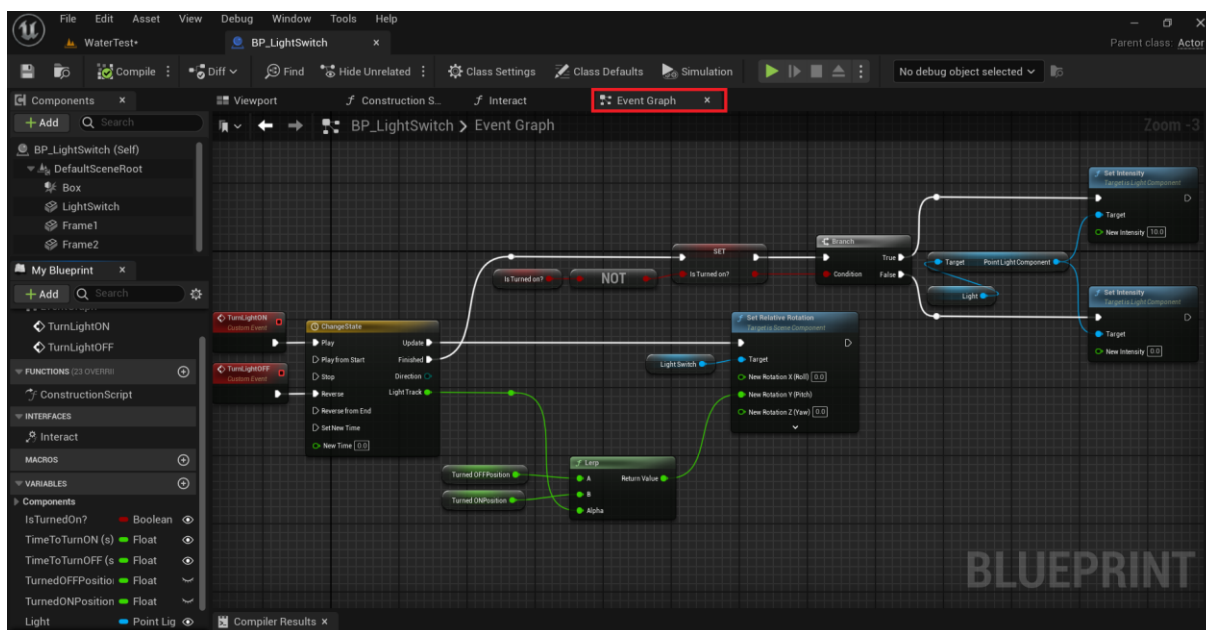 File Edit Asset View Debug Window Tools Help
WaterTest•
BP_LightSwitch
Parent class: Actor
Compile
Diff
Find
Hide Unrelated
Class Settings
Class Defaults
Simulation
No debug object selected
Components
Viewport
Construction S...
Interact
Event Graph
+ Add
Search
BP_LightSwitch > Event Graph
Zoom -3
BP_LightSwitch (Self)
DefaultSceneRoot
Box
LightSwitch
Frame1
Frame2
My Blueprint
+ Add
Search
TurnLightON
TurnLightOFF
FUNCTIONS (23 OVERRI
ConstructionScript
INTERFACES
Interact
MACROS
VARIABLES
Components
IsTurnedOn? Boolean
TimeToTurnON (s) Float
TimeToTurnOFF (s Float
TurnedOFFPositio Float
TurnedONPosition Float
Light Point Lig
TurnLightON
Custom Event
TurnLightOFF
Custom Event
ChangeState
Play Update
Play from Start Finished
Stop Direction
Reverse Light Track
Reverse from End
Set New Time
New Time 0.0
Is Turned on?
NOT
SET
Is Turned on?
Branch
True
Condition False
Target Point Light Component
Light
Set Intensity
Target is Light Component
Target
New Intensity 10.0
Set Intensity
Target is Light Component
Target
New Intensity 0.0
Light Switch
Set Relative Rotation
Target is Scene Component
Target
New Rotation X (Roll) 0.0
New Rotation Y (Pitch)
New Rotation Z (Yaw) 0.0
Turned OFFPosition
Turned ONPosition
Lerp
A Return Value
B
Alpha
BLUEPRINT
Compiler Results